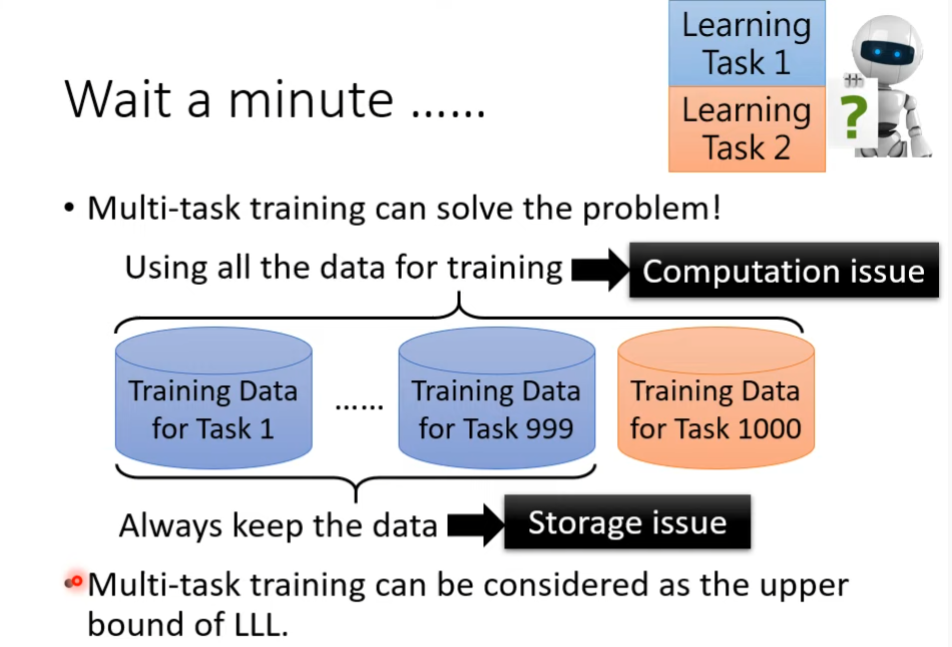 Learning
Task 1
Learning
Task 2
?
Wait a minute ……
• Multi-task training can solve the problem!
Using all the data for training
Computation issue
Training Data
for Task 1
……
Training Data
for Task 999
Training Data
for Task 1000
Always keep the data
Storage issue
Multi-task training can be considered as the upper
bound of LLL.